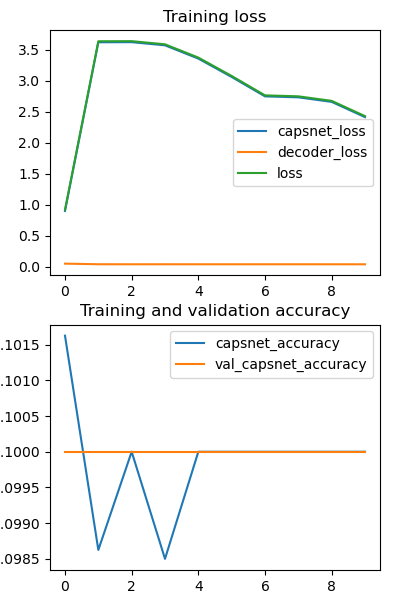 Training loss
3.5
3.0
2.5
2.0
1.5
1.0
0.5
0.0
capsnet_loss
decoder_loss
loss
0 2 4 6 8
Training and validation accuracy
.1015
.1010
.1005
.1000
.0995
.0990
.0985
capsnet_accuracy
val_capsnet_accuracy
0 2 4 6 8